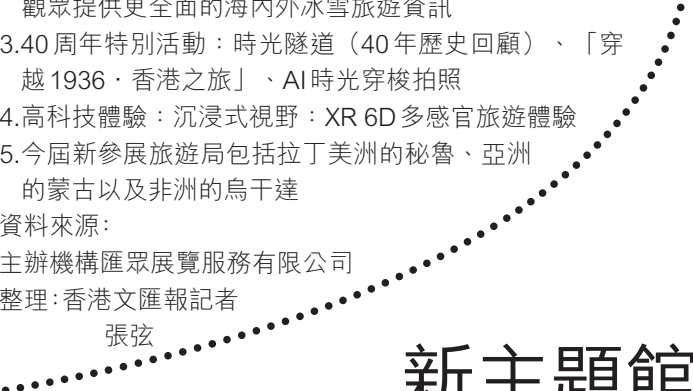 觀眾提供更全面的海內外冰雪旅遊資訊
3.40周年特別活動：時光隧道（40年歷史回顧）、「穿
越1936．香港之旅」、AI時光穿梭拍照
4.高科技體驗：沉浸式視野：XR 6D多感官旅遊體驗
5.今屆新參展旅遊局包括拉丁美洲的秘魯、亞洲
的蒙古以及非洲的烏干達
資料來源：
主辦機構匯眾展覽服務有限公司
整理：香港文匯報記者
張弦
新主題館